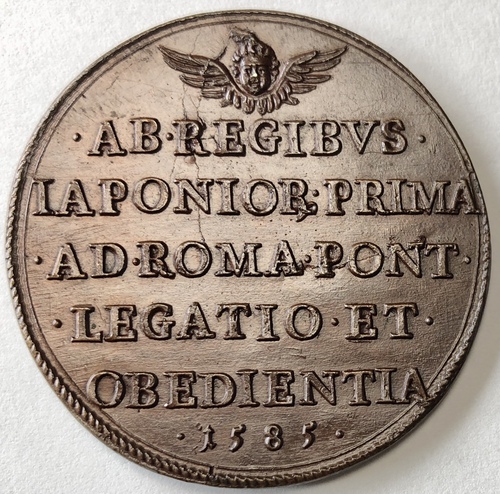 ·AB·REGIBVS·
IAPONIOR·PRIMA
·AD·ROMA·PONT·
·LEGATIO·ET·
OBEDIENTIA
·1585·